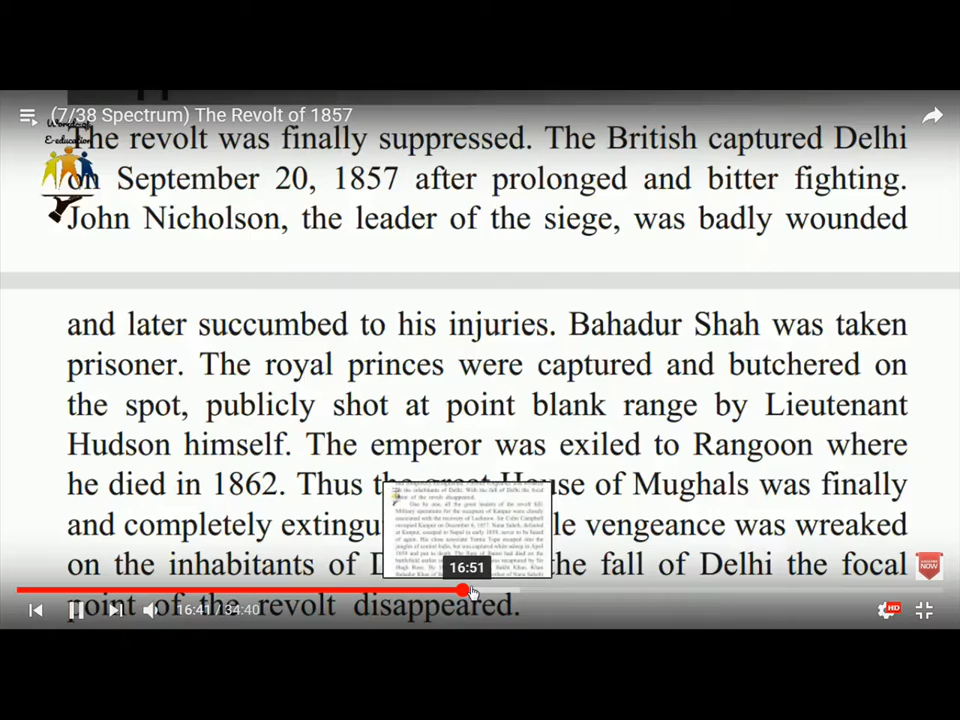 (7/38 Spectrum) The Revolt of 1857
Words of
E-education
The revolt was finally suppressed. The British captured Delhi
on September 20, 1857 after prolonged and bitter fighting.
John Nicholson, the leader of the siege, was badly wounded
and later succumbed to his injuries. Bahadur Shah was taken
prisoner. The royal princes were captured and butchered on
the spot, publicly shot at point blank range by Lieutenant
Hudson himself. The emperor was exiled to Rangoon where
he died in 1862. Thus the great House of Mughals was finally
and completely extingu le vengeance was wreaked
on the inhabitants of D the fall of Delhi the focal
point of the revolt disappeared.
16:51
16:41 / 34:40
HD
NOW